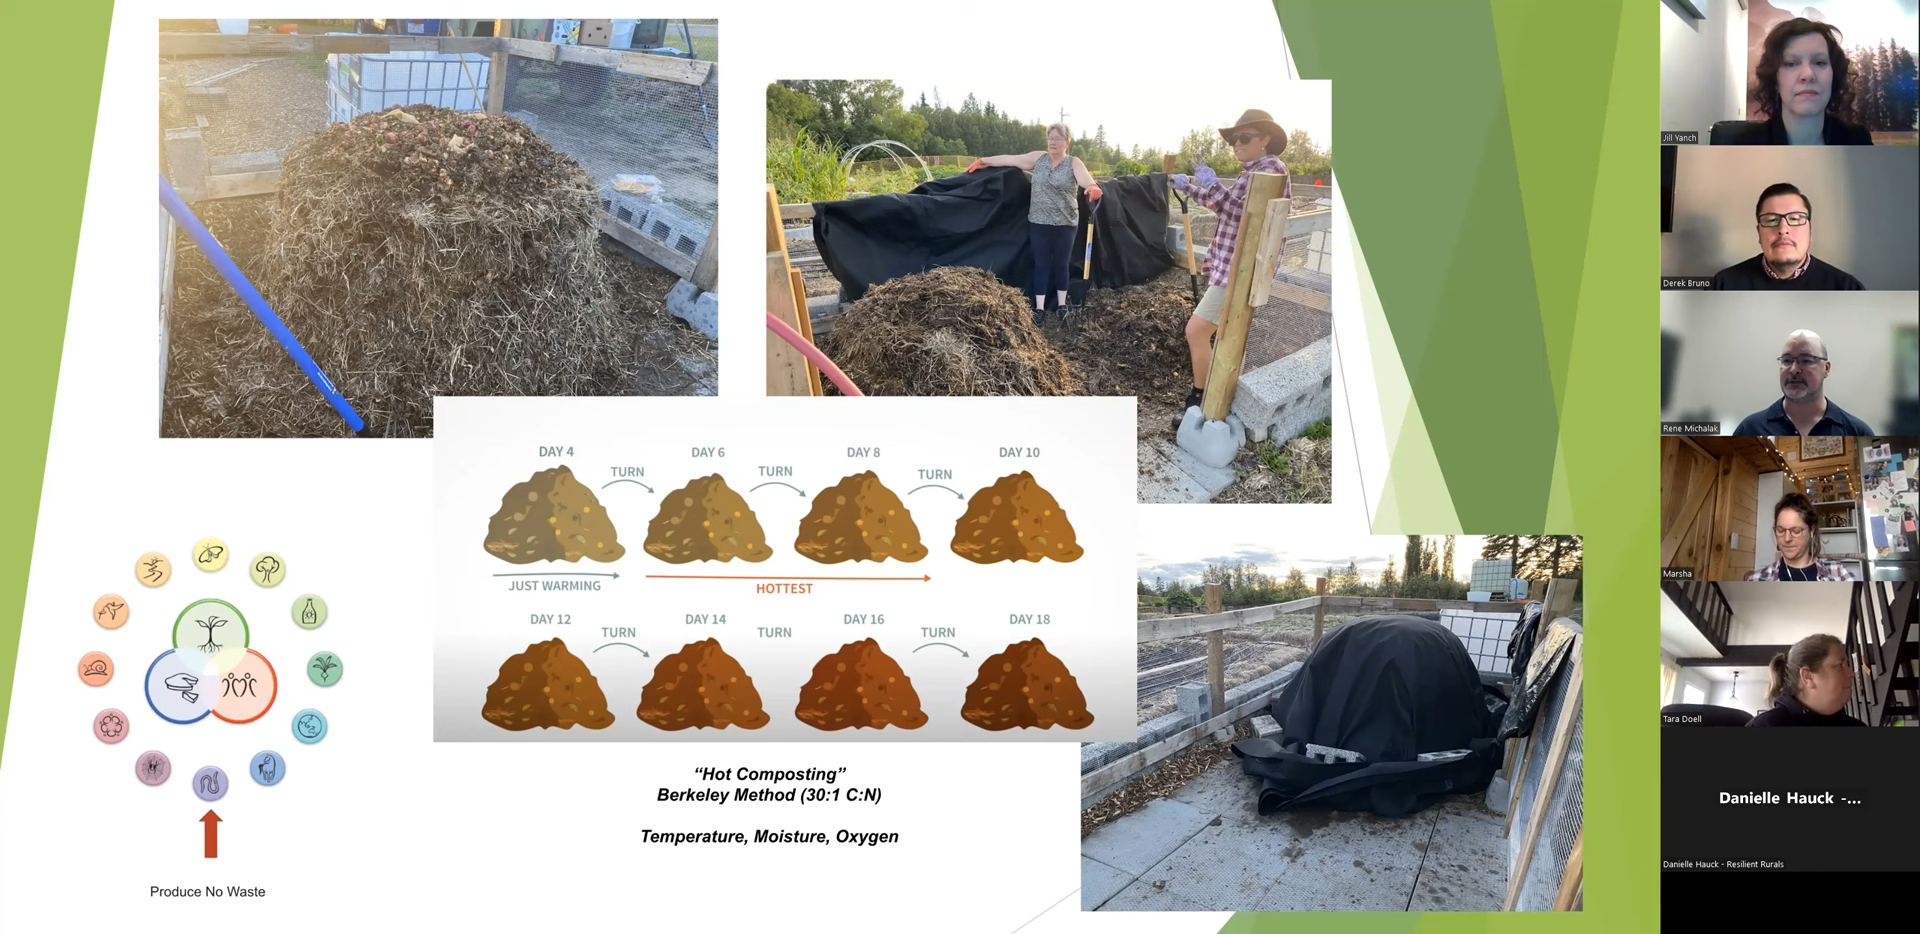 DAY 4
DAY 6
DAY 8
DAY 10
TURN
TURN
TURN
JUST WARMING
HOTTEST
DAY 12
DAY 14
DAY 16
DAY 18
TURN
TURN
TURN
“Hot Composting”
Berkeley Method (30:1 C:N)
Temperature, Moisture, Oxygen
Produce No Waste
Jill Yanch
Derek Bruno
Rene Michalak
Marsha
Tara Doell
Danielle Hauck -...
Danielle Hauck - Resilient Rurals